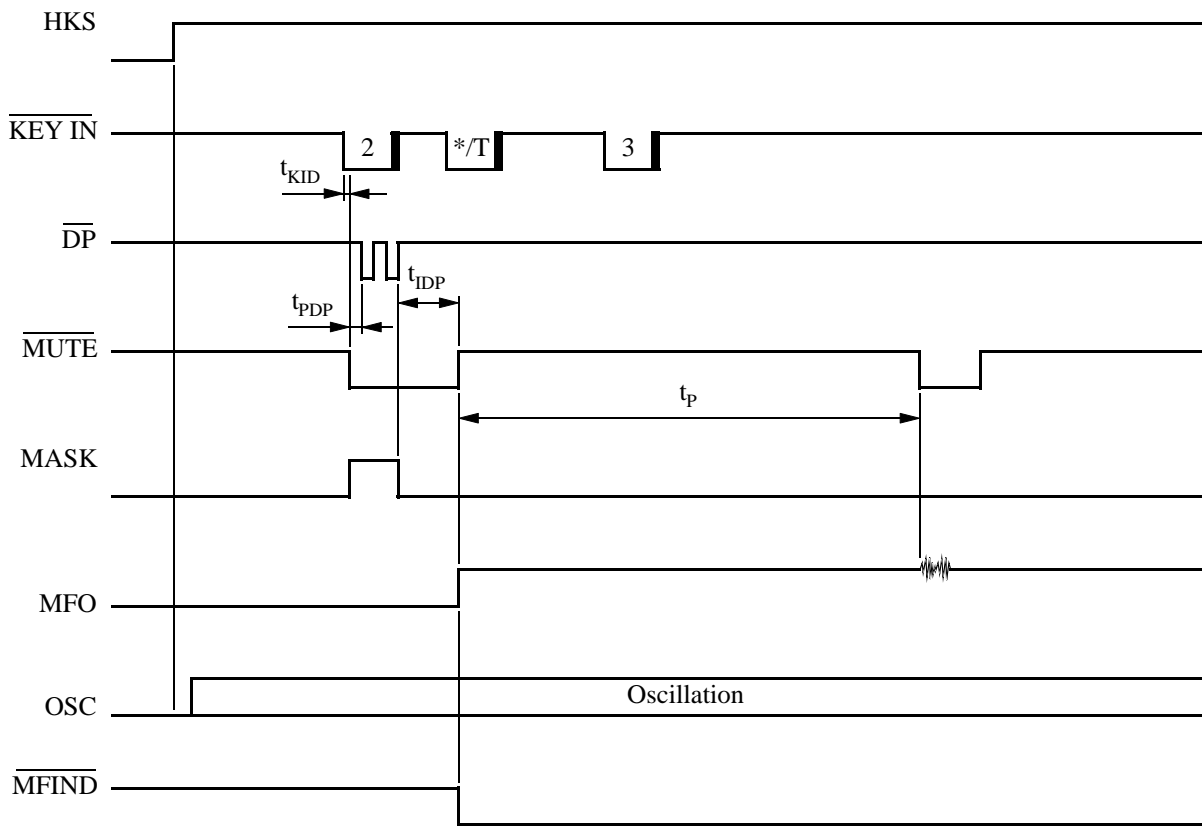 HKS
KEY IN
2 */T 3
tKID
DP
tIDP
tPDP
MUTE
tP
MASK
MFO
OSC Oscillation
MFIND